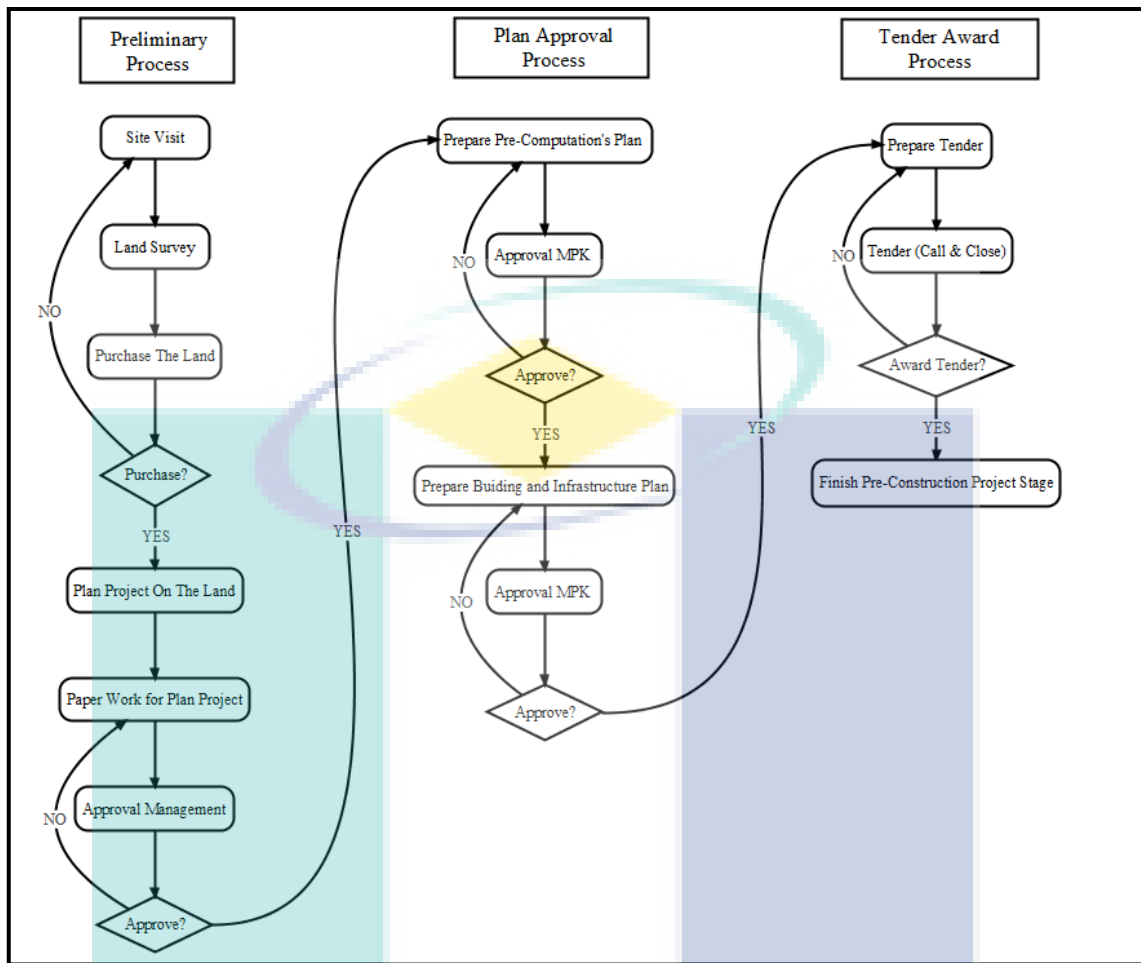 Preliminary
Process
Site Visit
Land Survey
NO
Purchase The Land
Purchase?
YES
Plan Project On The Land
Paper Work for Plan Project
Approval Management
NO
Approve?
YES
Plan Approval
Process
Prepare Pre-Computation's Plan
Approval MPK
NO
Approve?
YES
Prepare Buiding and Infrastructure Plan
Approval MPK
NO
Approve?
YES
Tender Award
Process
Prepare Tender
Tender (Call & Close)
NO
Award Tender?
YES
Finish Pre-Construction Project Stage